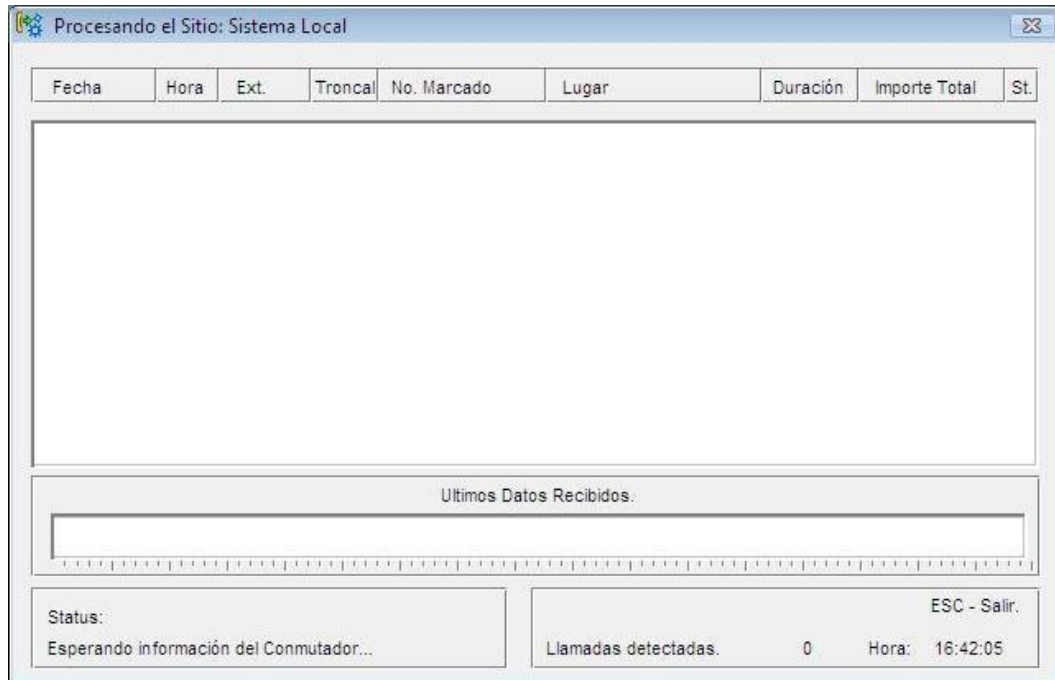 Procesando el Sitio: Sistema Local
Fecha Hora Ext. Troncal No. Marcado Lugar Duración Importe Total St.
Ultimos Datos Recibidos.
Status:
Esperando información del Conmutador...
ESC - Salir.
Llamadas detectadas. 0 Hora: 16:42:05